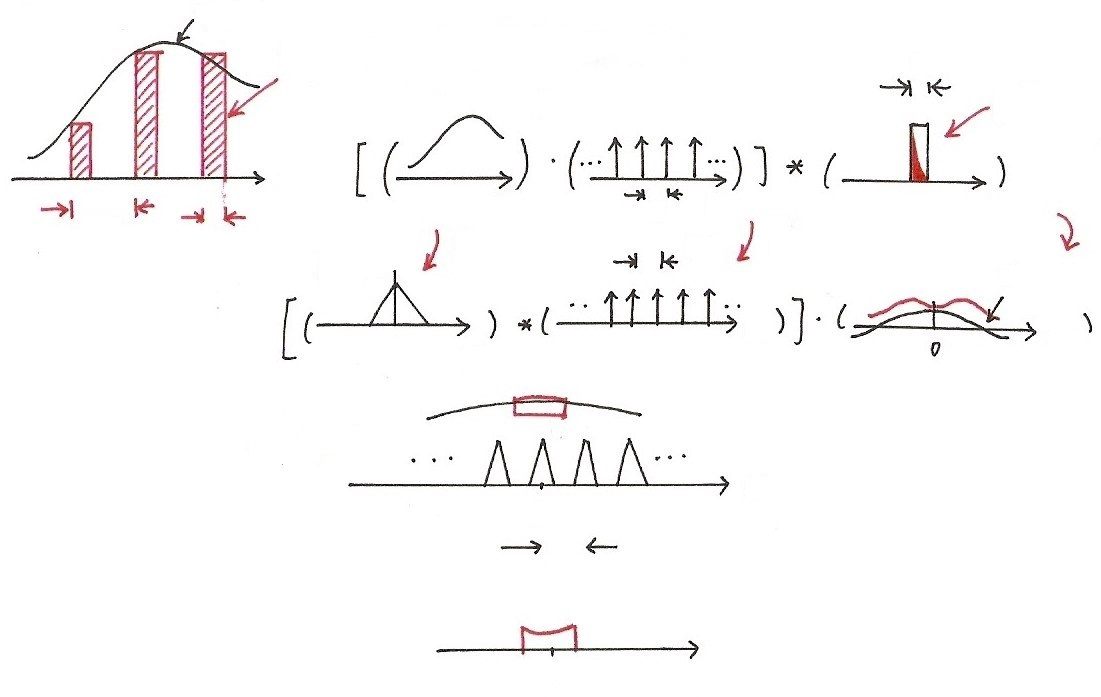 [ ( ) · ( ... ... ) ] * ( )
[ ( ) * ( .. .. ) ] · ( )
0
... ...